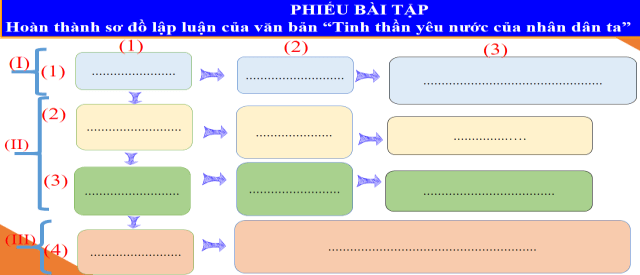 PHIẾU BÀI TẬP
Hoàn thành sơ đồ lập luận của văn bản “Tinh thần yêu nước của nhân dân ta”
(1) (2) (3)
(I) (1) ....................... ........................... .................................................
(2) .......................... ..................... ...................
(3) .......................... ......................... ....................................
(II)
(III) (4) ........................ .........................................................